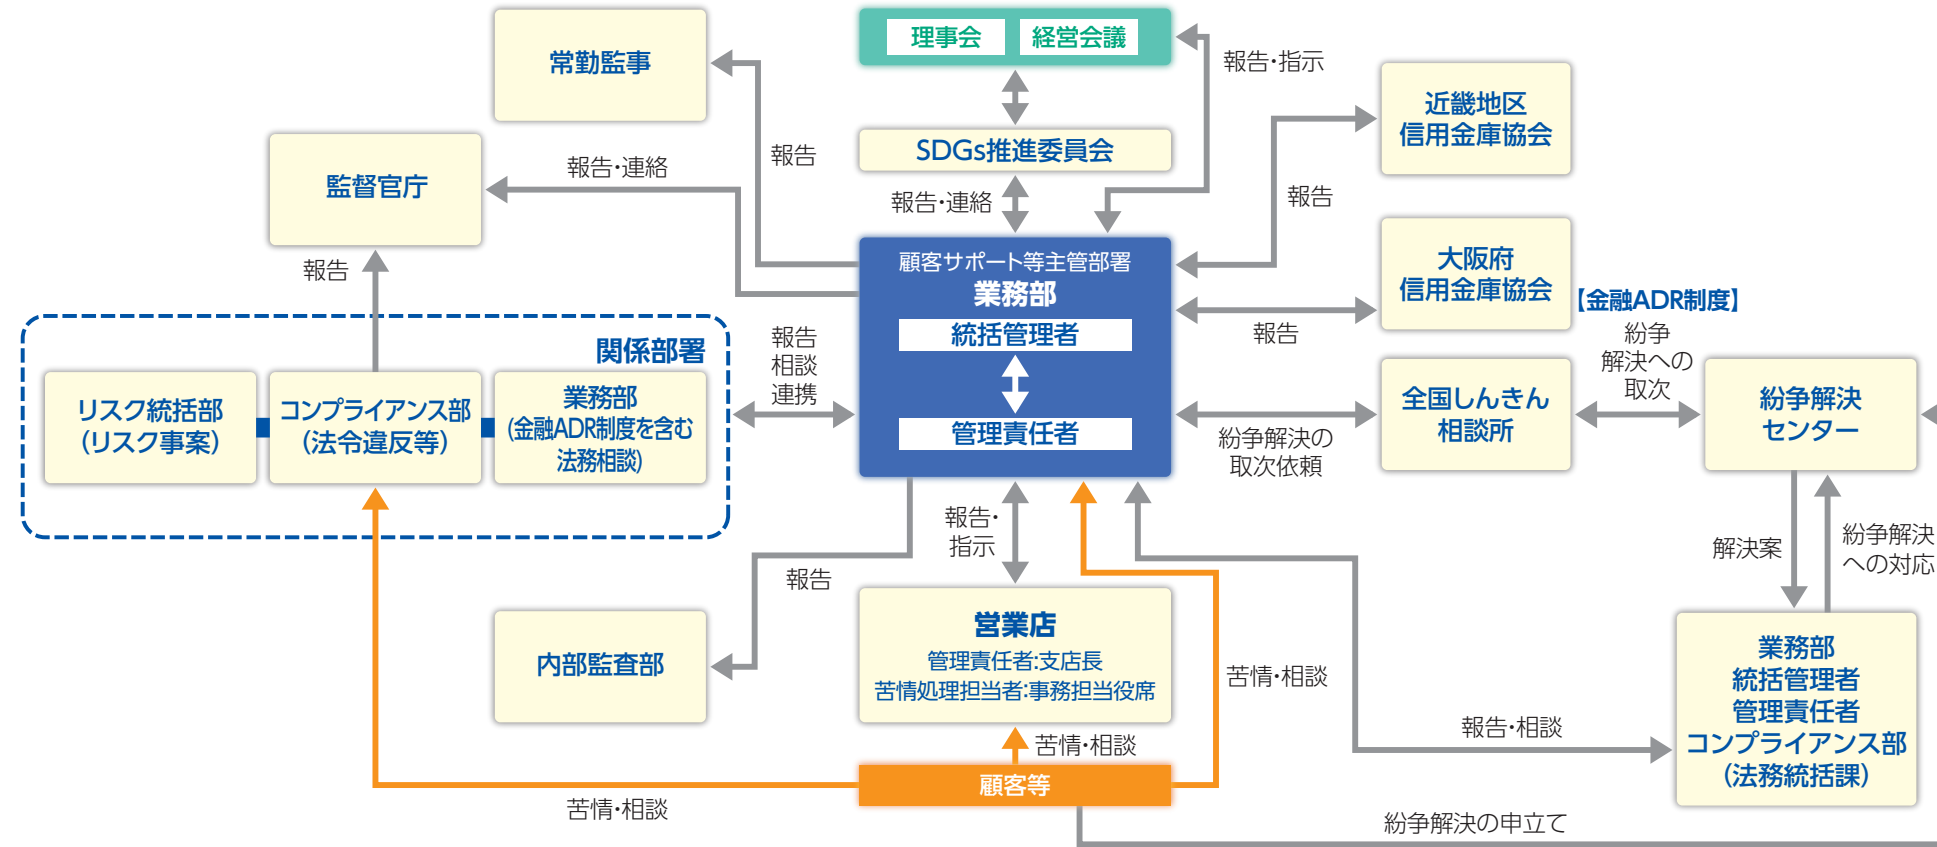 理事会
経営会議
常勤監事
報告･指示
近畿地区
信用金庫協会
SDGs推進委員会
報告
報告･連絡
監督官庁
報告･連絡
報告
顧客サポート等主管部署
業務部
統括管理者
管理責任者
大阪府
信用金庫協会
【金融ADR制度】
報告
報告
関係部署
報告
相談
連携
紛争
解決への
取次
リスク統括部
(リスク事案)
コンプライアンス部
(法令違反等)
業務部
(金融ADR制度を含む
法務相談)
全国しんきん
相談所
紛争解決
センター
紛争解決の
取次依頼
報告･
指示
解決案
紛争解決
への対応
報告
営業店
管理責任者:支店長
苦情処理担当者:事務担当役席
内部監査部
苦情･相談
業務部
統括管理者
管理責任者
コンプライアンス部
(法務統括課)
報告･相談
苦情･相談
顧客等
苦情･相談
紛争解決の申立て